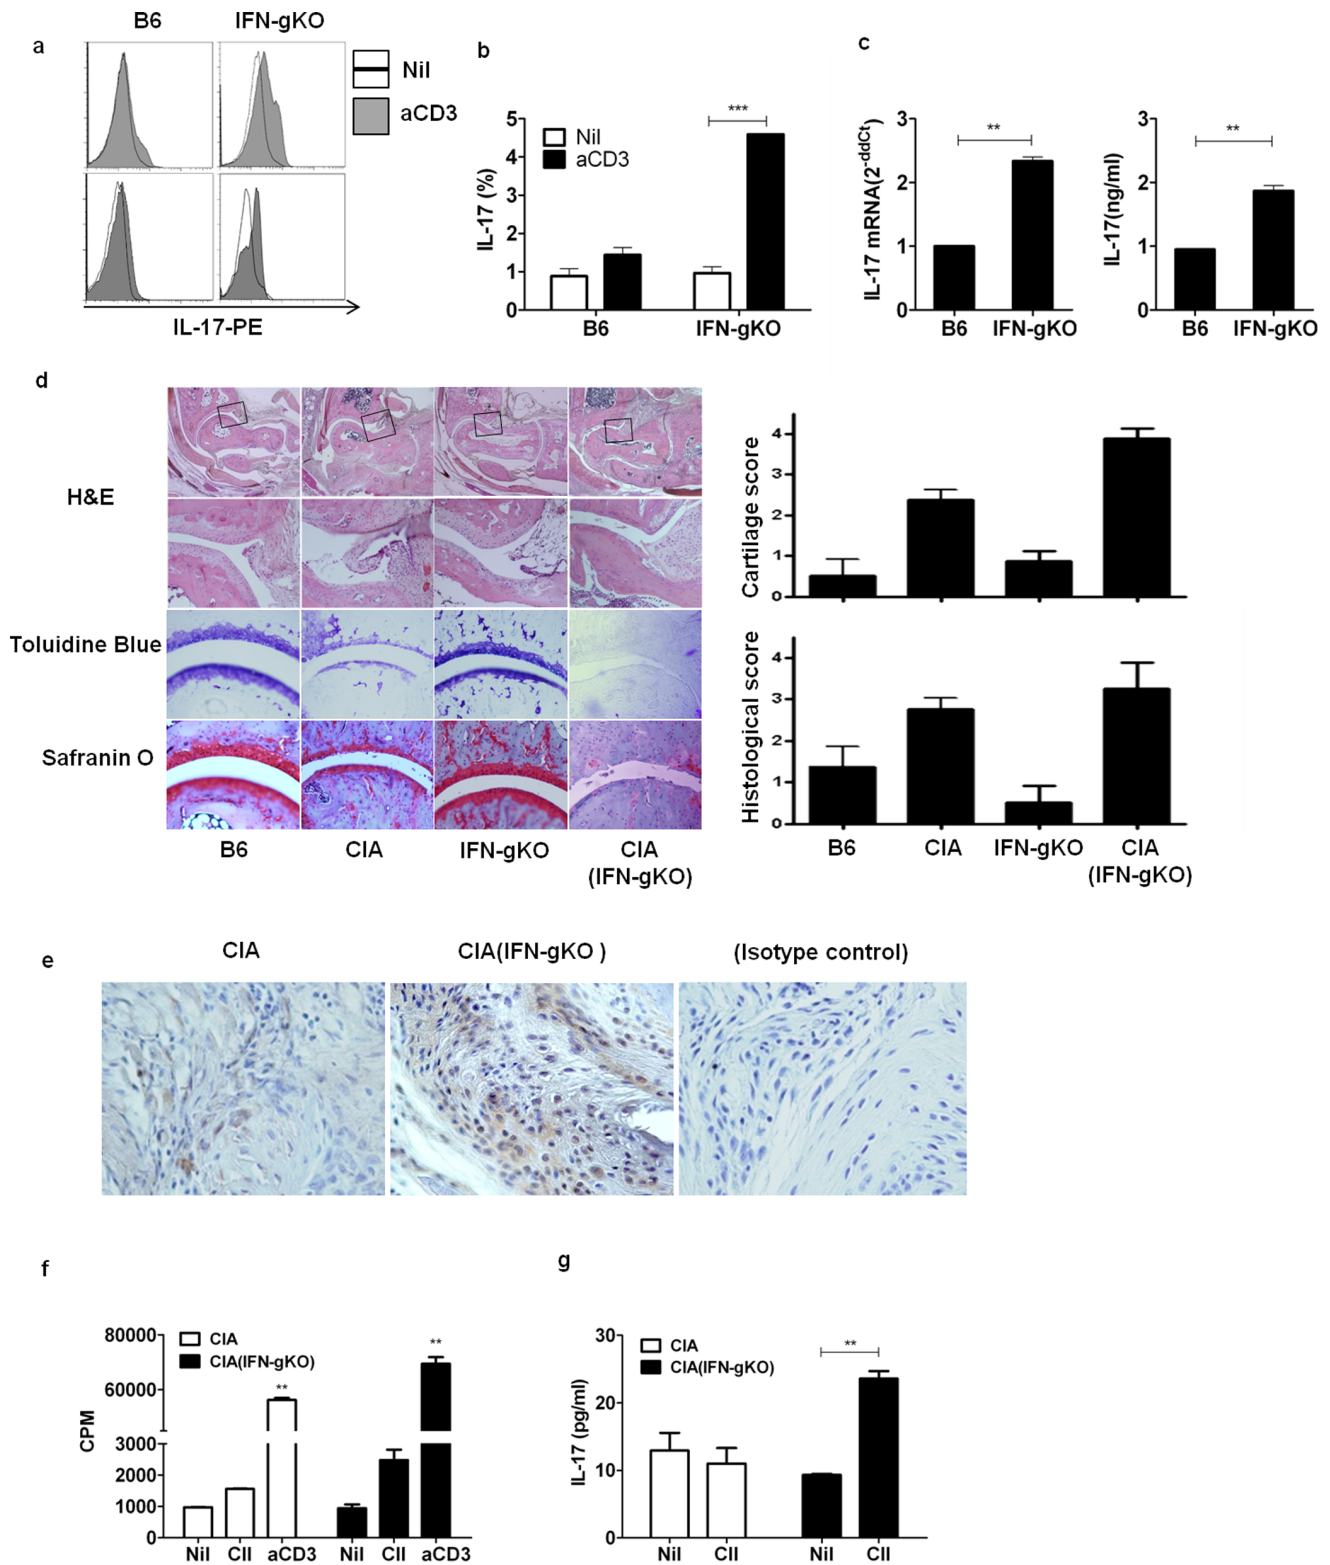 a
B6
IFN-gKO
Nil
aCD3
IL-17-PE
b
***
Nil
aCD3
IL-17 (%)
5
4
3
2
1
0
B6
IFN-gKO
c
**
IL-17 mRNA(2^-ddCt)
3
2
1
0
B6
IFN-gKO
**
IL-17(ng/ml)
3
2
1
0
B6
IFN-gKO
d
H&E
Toluidine Blue
Safranin O
B6
CIA
IFN-gKO
CIA
(IFN-gKO)
Cartilage score
4
3
2
1
0
Histological score
4
3
2
1
0
B6
CIA
IFN-gKO
CIA
(IFN-gKO)
e
CIA
CIA(IFN-gKO )
(Isotype control)
f
CIA
CIA(IFN-gKO)
CPM
80000
60000
3000
2000
1000
0
**
**
Nil
CII
aCD3
Nil
CII
aCD3
g
CIA
CIA(IFN-gKO)
**
IL-17 (pg/ml)
30
20
10
0
Nil
CII
Nil
CII